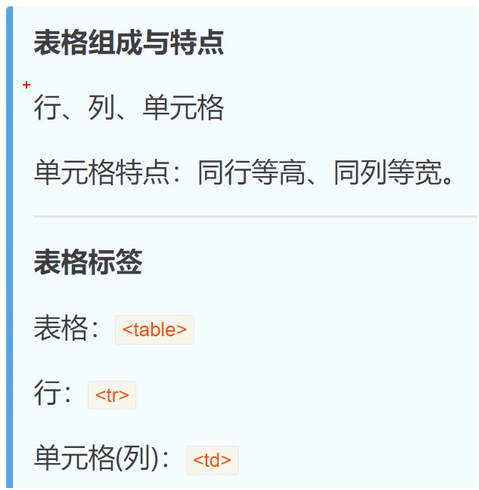 表格组成与特点
行、列、单元格
单元格特点：同行等高、同列等宽。
表格标签
表格：<table>
行：<tr>
单元格(列)：<td>